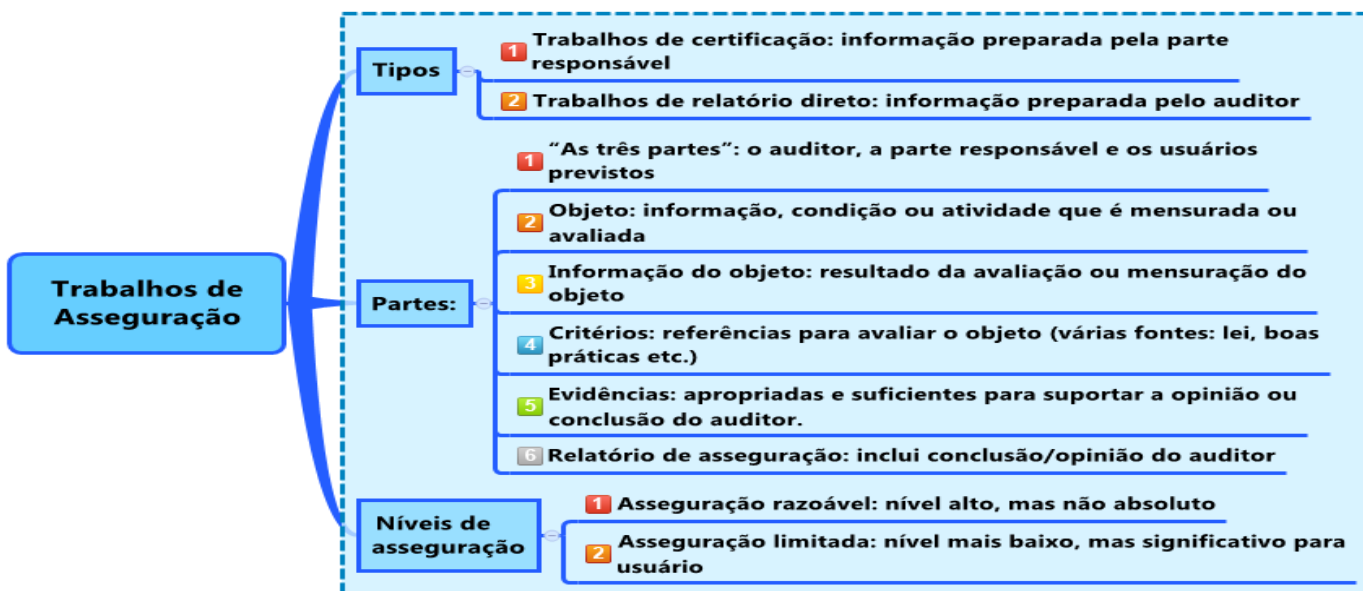 Trabalhos de
Asseguração
Tipos
1 Trabalhos de certificação: informação preparada pela parte
responsável
2 Trabalhos de relatório direto: informação preparada pelo auditor
Partes:
1 “As três partes”: o auditor, a parte responsável e os usuários
previstos
2 Objeto: informação, condição ou atividade que é mensurada ou
avaliada
3 Informação do objeto: resultado da avaliação ou mensuração do
objeto
4 Critérios: referências para avaliar o objeto (várias fontes: lei, boas
práticas etc.)
5 Evidências: apropriadas e suficientes para suportar a opinião ou
conclusão do auditor.
6 Relatório de asseguração: inclui conclusão/opinião do auditor
Níveis de
asseguração
1 Asseguração razoável: nível alto, mas não absoluto
2 Asseguração limitada: nível mais baixo, mas significativo para
usuário